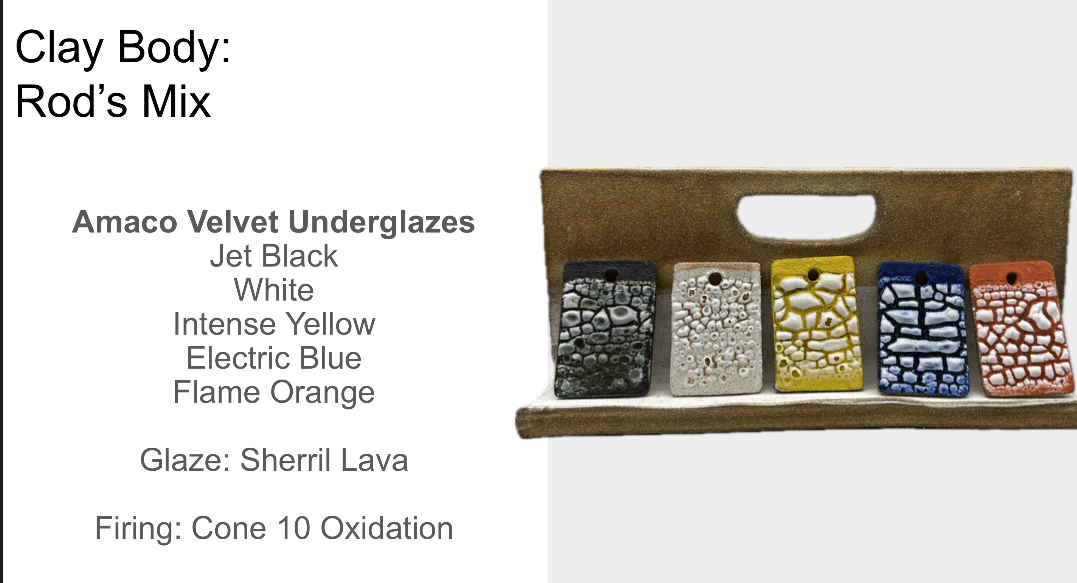 Clay Body:
Rod’s Mix
Amaco Velvet Underglazes
Jet Black
White
Intense Yellow
Electric Blue
Flame Orange
Glaze: Sherril Lava
Firing: Cone 10 Oxidation